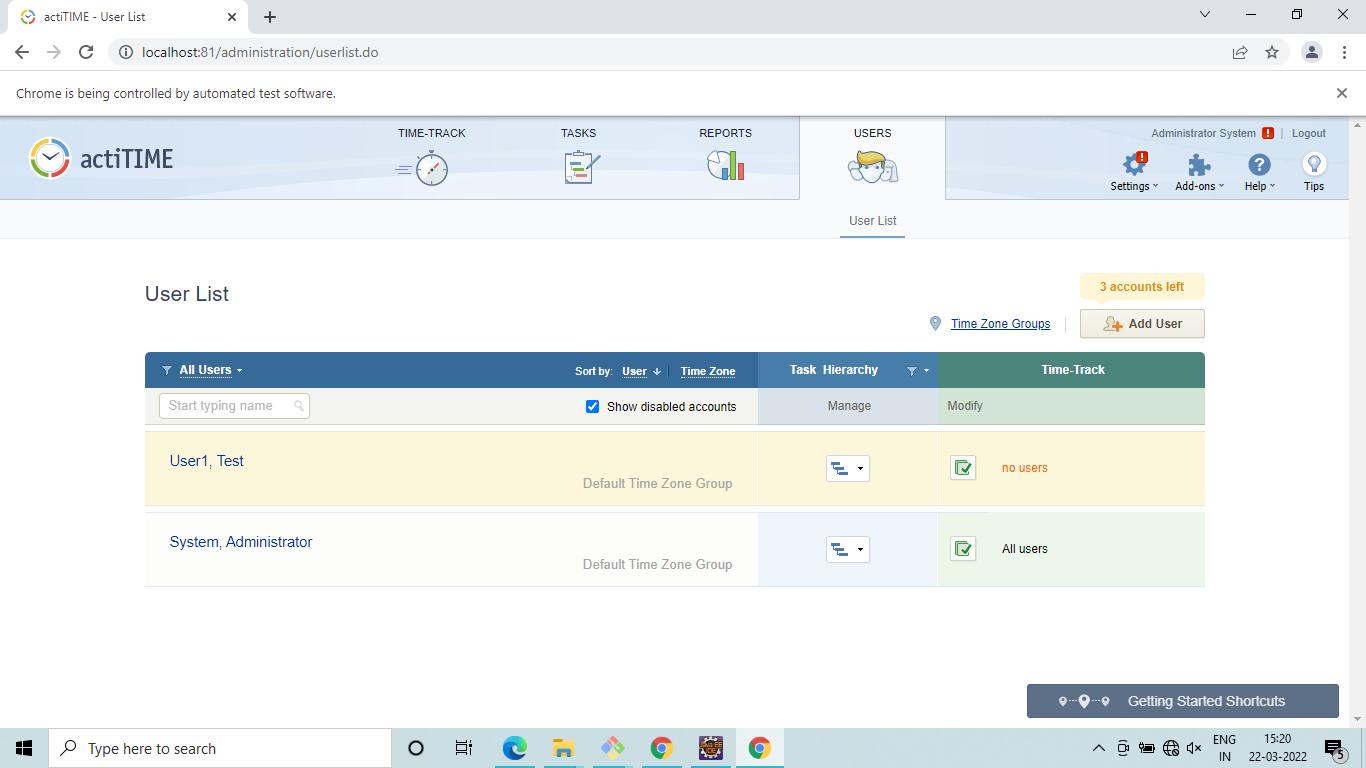 actiTIME - User List
localhost:81/administration/userlist.do
Chrome is being controlled by automated test software.
actiTIME
TIME-TRACK
TASKS
REPORTS
USERS
Administrator System ! | Logout
Settings
Add-ons
Help
Tips
User List
User List
3 accounts left
Time Zone Groups
Add User
All Users
Sort by: User Time Zone
Task Hierarchy
Time-Track
Start typing name
Show disabled accounts
Manage
Modify
User1, Test
Default Time Zone Group
no users
System, Administrator
Default Time Zone Group
All users
Getting Started Shortcuts
Type here to search
ENG
IN
15:20
22-03-2022
5